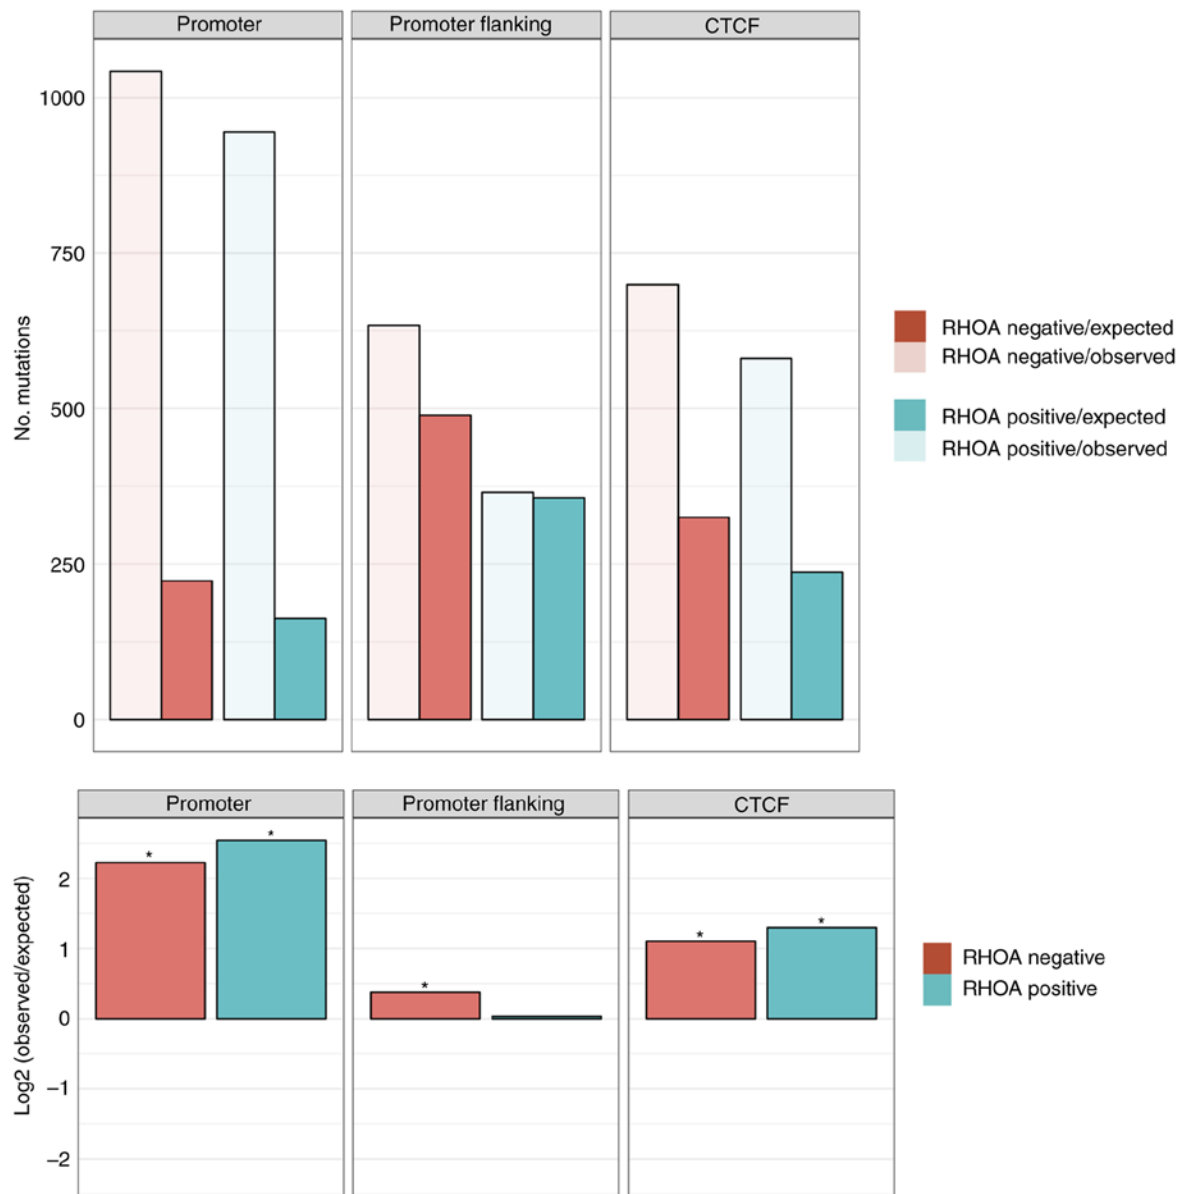 Promoter
Promoter flanking
CTCF
No. mutations
1000
750
500
250
0
RHOA negative/expected
RHOA negative/observed
RHOA positive/expected
RHOA positive/observed
Promoter
Promoter flanking
CTCF
Log2 (observed/expected)
2
1
0
−1
−2
*
*
*
*
*
RHOA negative
RHOA positive